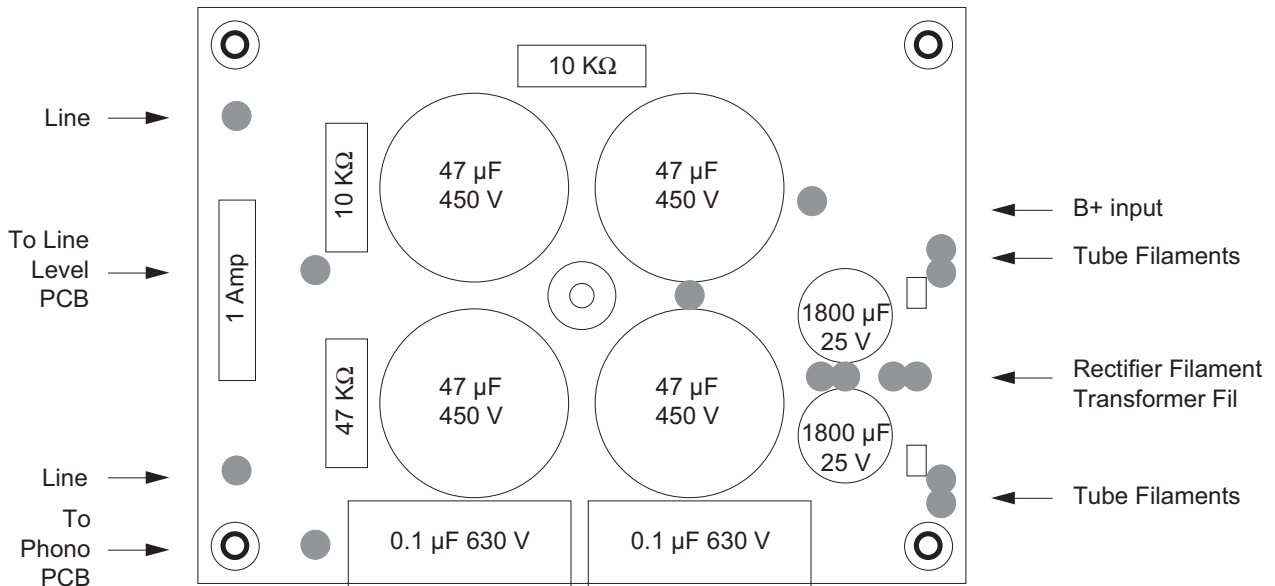 10 KΩ
Line
10 KΩ
47 µF
450 V
47 µF
450 V
B+ input
To Line
Level
PCB
1 Amp
Tube Filaments
1800 µF
25 V
47 KΩ
47 µF
450 V
47 µF
450 V
Rectifier Filament
Transformer Fil
1800 µF
25 V
Line
Tube Filaments
To
Phono
PCB
0.1 µF 630 V
0.1 µF 630 V